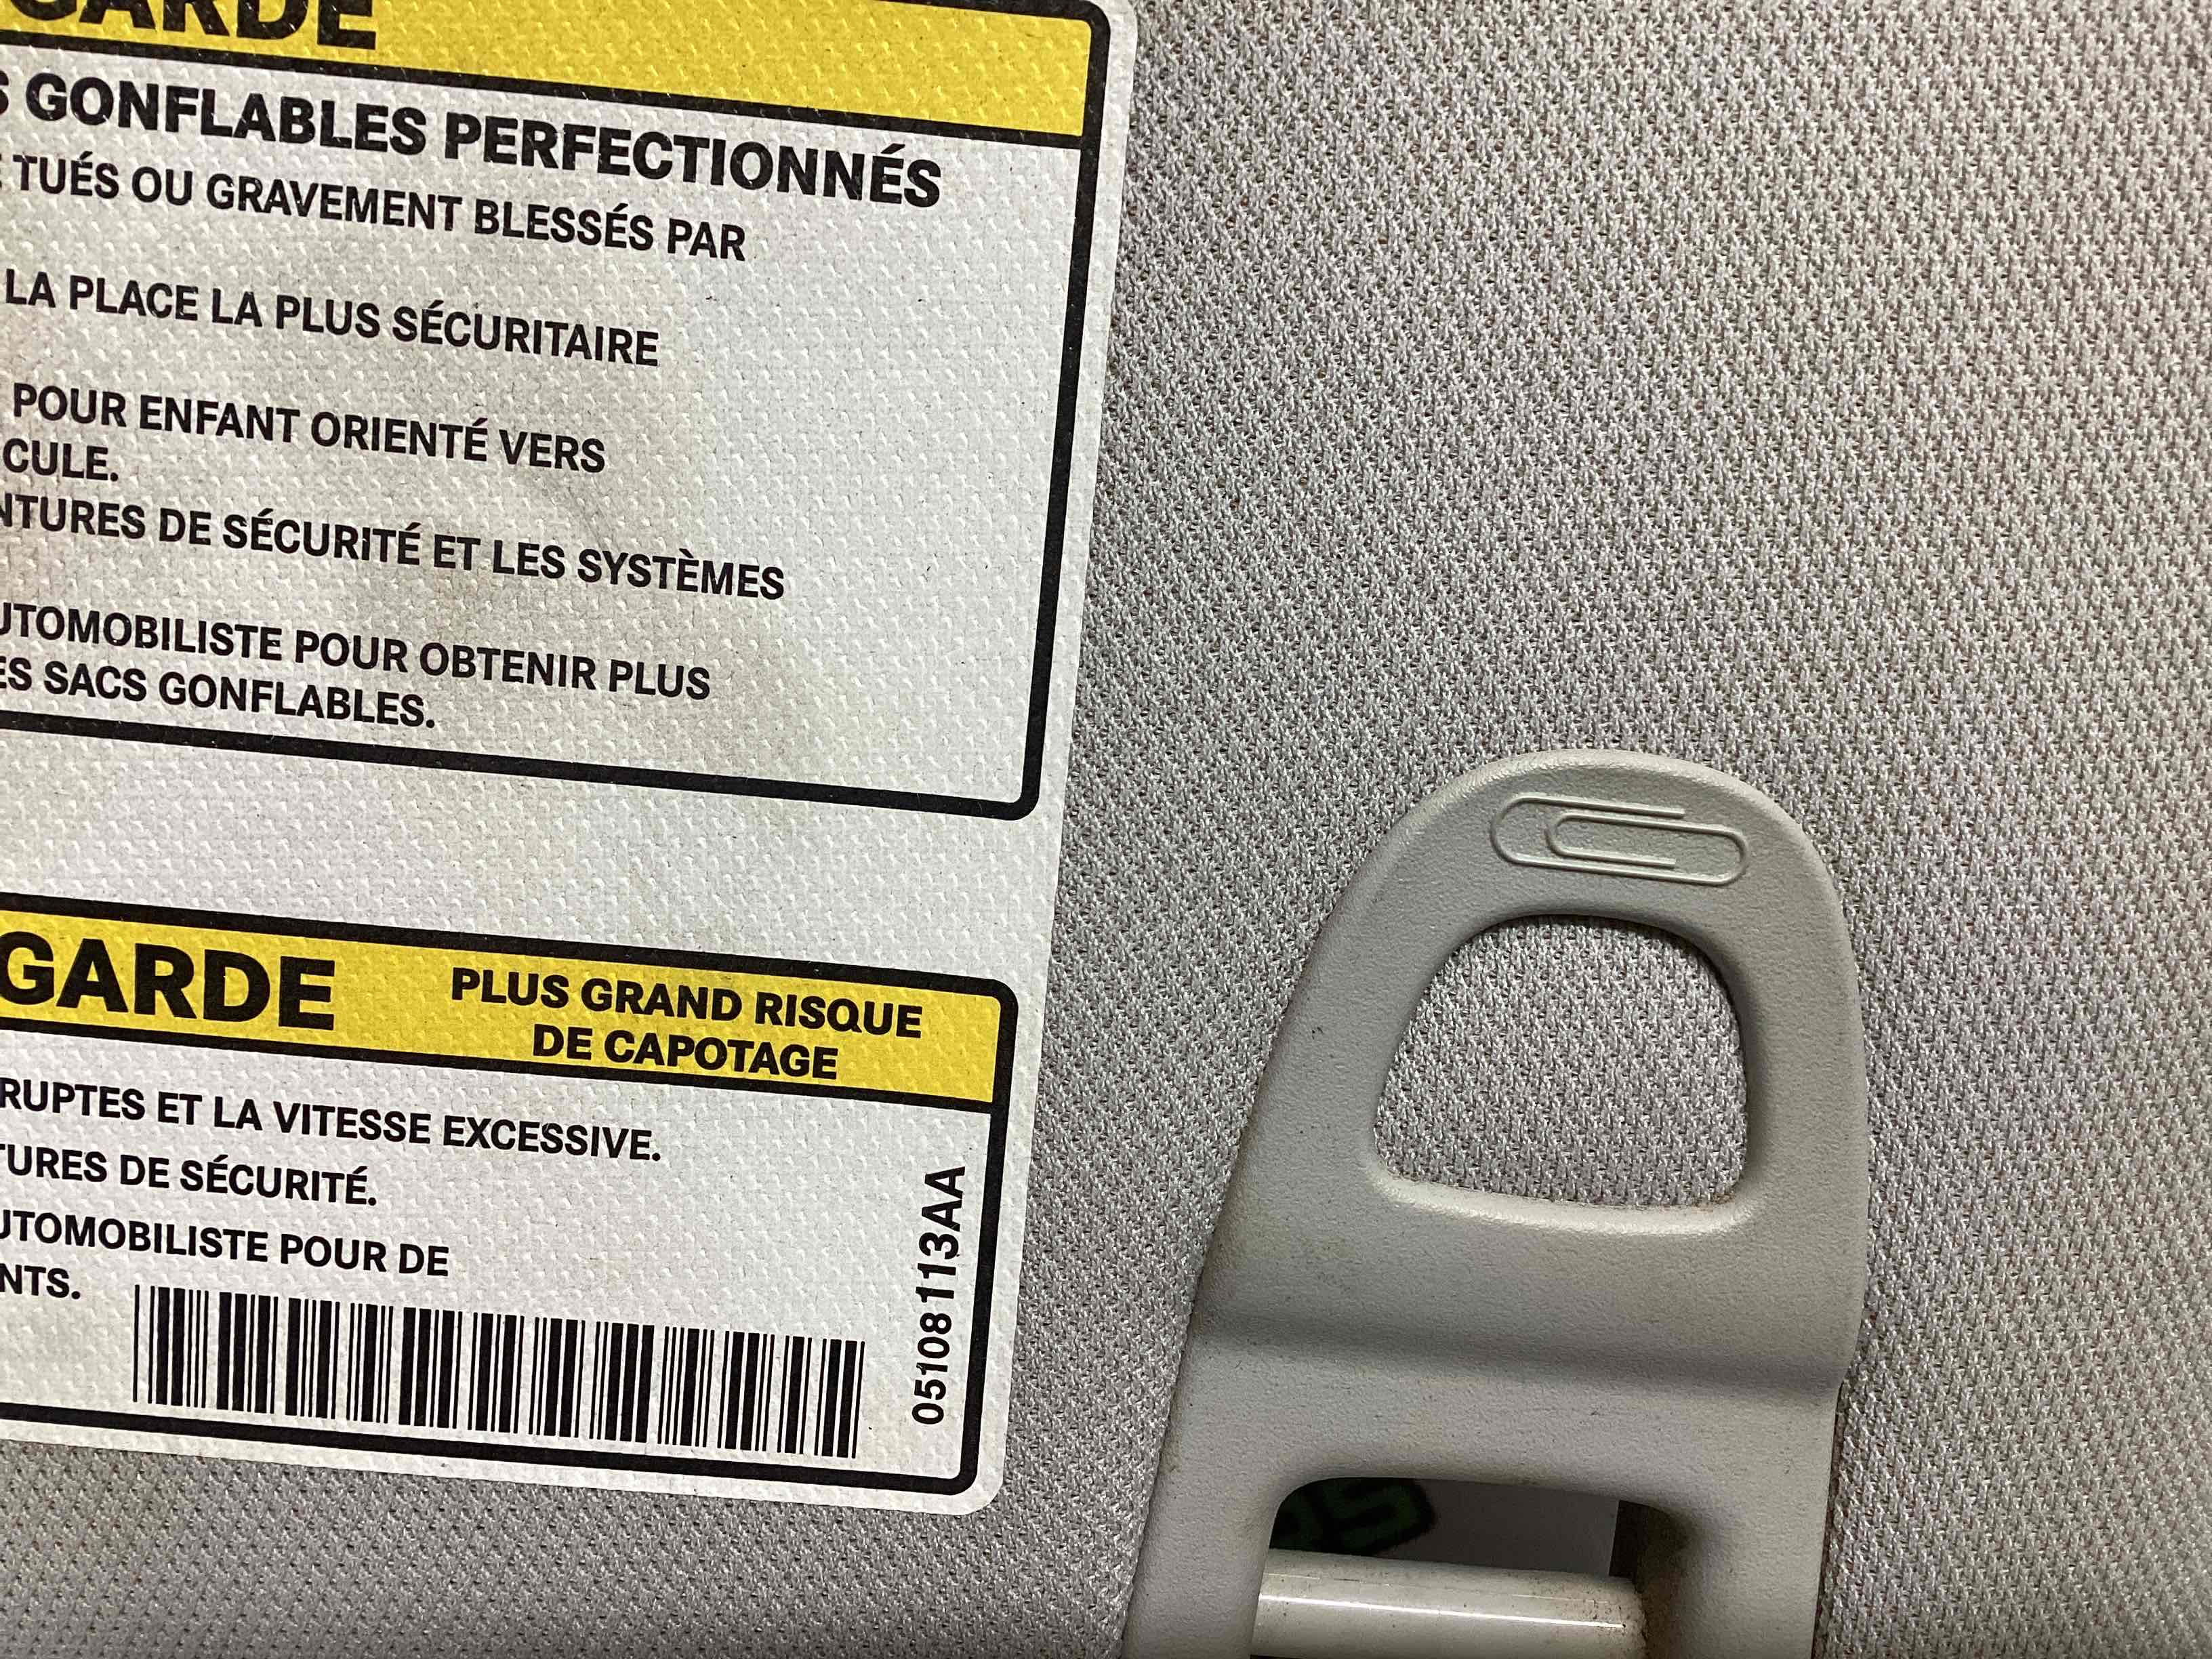 GARDE
GONFLABLES PERFECTIONNÉS
TUÉS OU GRAVEMENT BLESSÉS PAR
LA PLACE LA PLUS SÉCURITAIRE
POUR ENFANT ORIENTÉ VERS
CULE.
NTURES DE SÉCURITÉ ET LES SYSTÈMES
UTOMOBILISTE POUR OBTENIR PLUS
ES SACS GONFLABLES.
GARDE
PLUS GRAND RISQUE
DE CAPOTAGE
RUPTES ET LA VITESSE EXCESSIVE.
TURES DE SÉCURITÉ.
UTOMOBILISTE POUR DE
NTS.
05108113AA